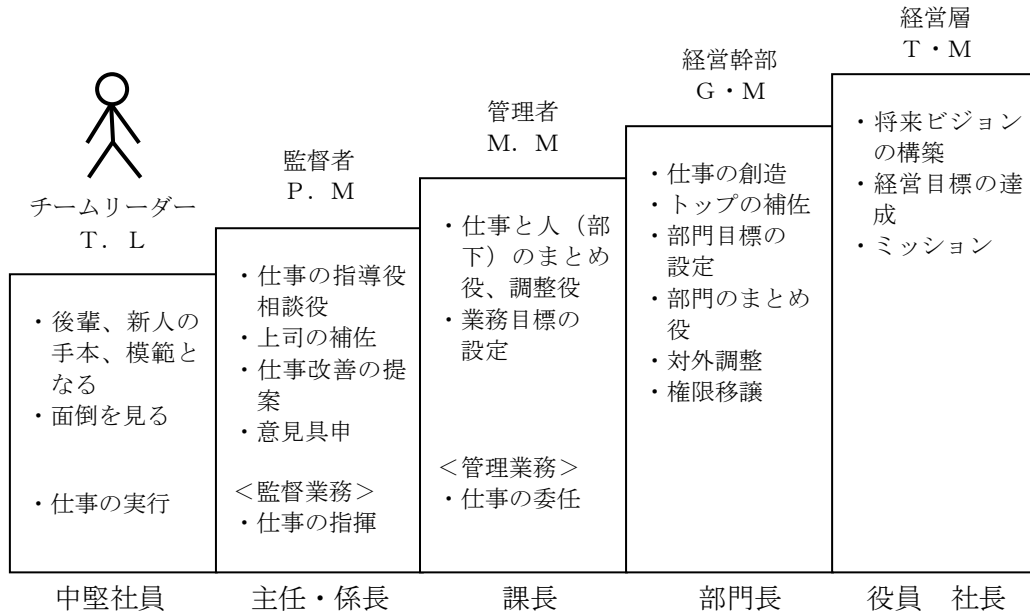 チームリーダー
T. L
・後輩、新人の
手本、模範と
なる
・面倒を見る
・仕事の実行
中堅社員
監督者
P. M
・仕事の指導役
相談役
・上司の補佐
・仕事改善の提
案
・意見具申
＜監督業務＞
・仕事の指揮
主任・係長
管理者
M. M
・仕事と人（部
下）のまとめ
役、調整役
・業務目標の
設定
＜管理業務＞
・仕事の委任
課長
経営幹部
G・M
・仕事の創造
・トップの補佐
・部門目標の
設定
・部門のまとめ
役
・対外調整
・権限移譲
部門長
経営層
T・M
・将来ビジョン
の構築
・経営目標の達
成
・ミッション
役員　社長